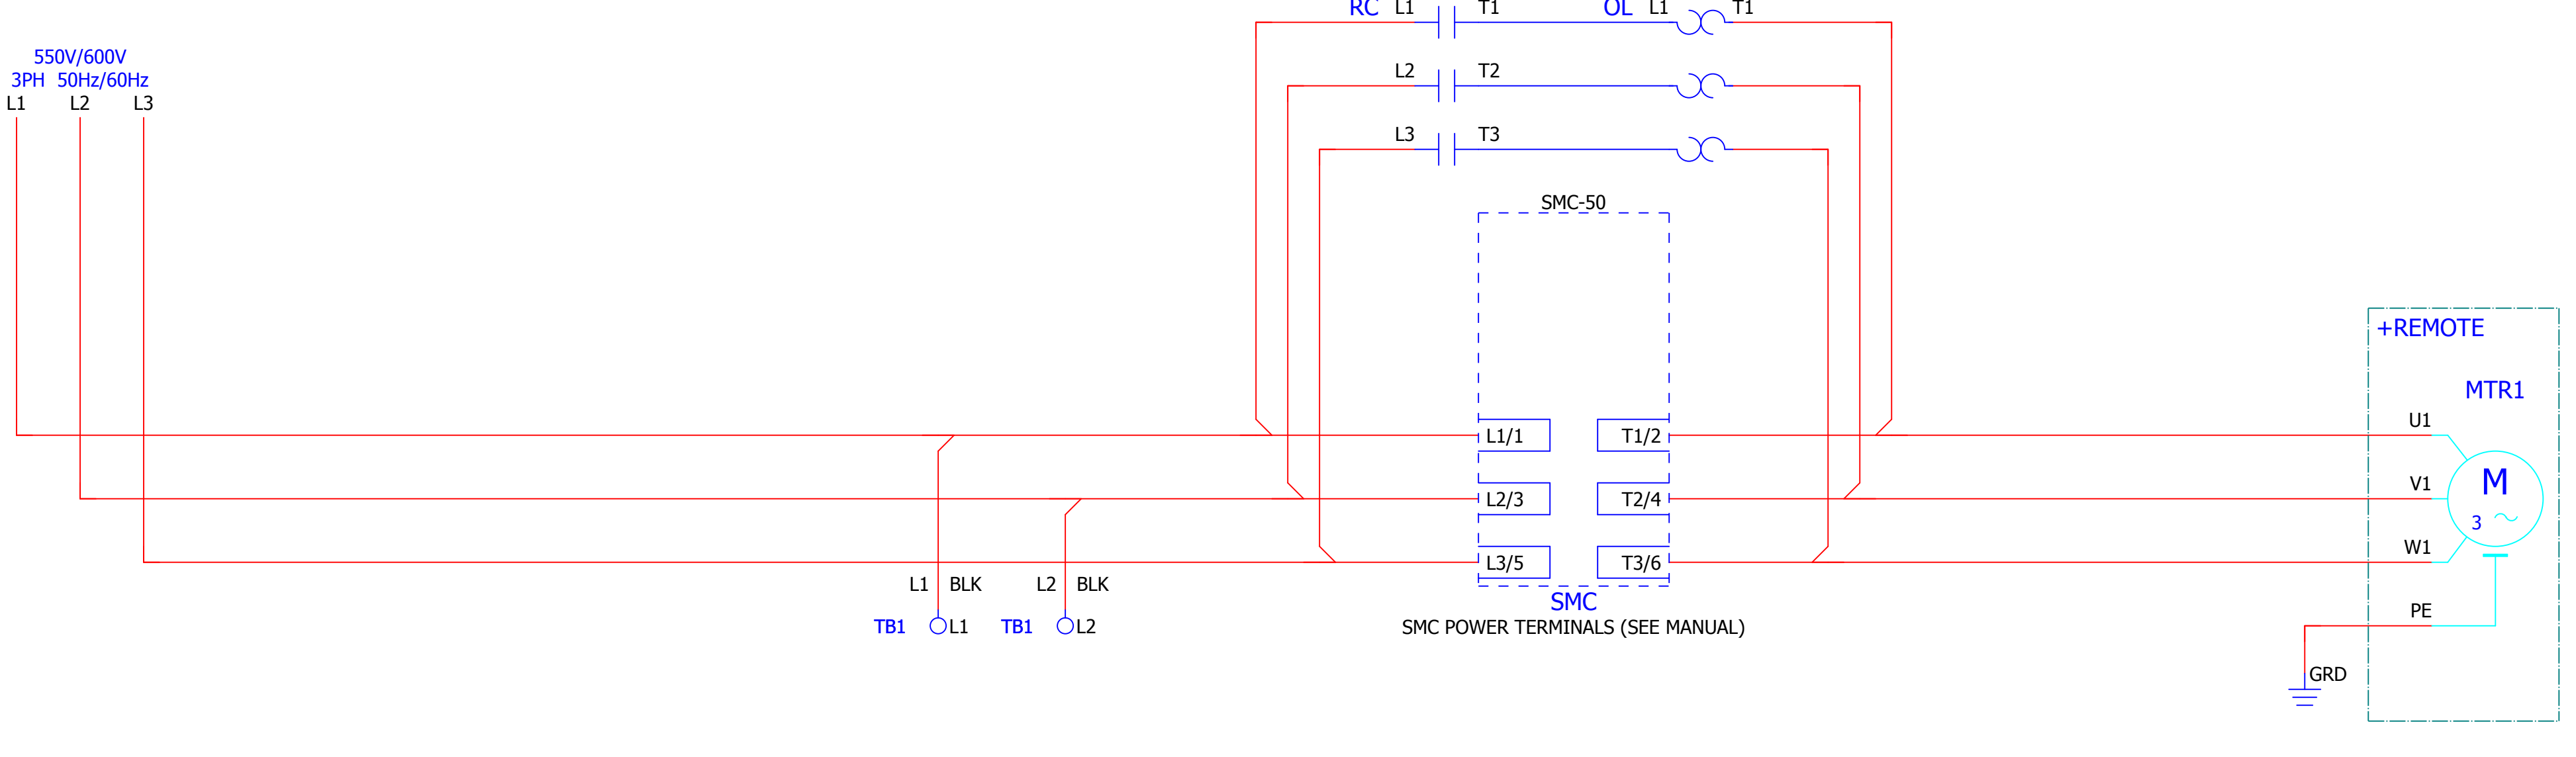 RC L1 T1 OL L1 T1
550V/600V
3PH 50Hz/60Hz
L1 L2 L3
L2 T2
L3 T3
SMC-50
+REMOTE
MTR1
U1
L1/1 T1/2
V1
M
3
L2/3 T2/4
W1
L3/5 T3/6
L1 BLK L2 BLK
SMC
PE
TB1 L1 TB1 L2
SMC POWER TERMINALS (SEE MANUAL)
GRD